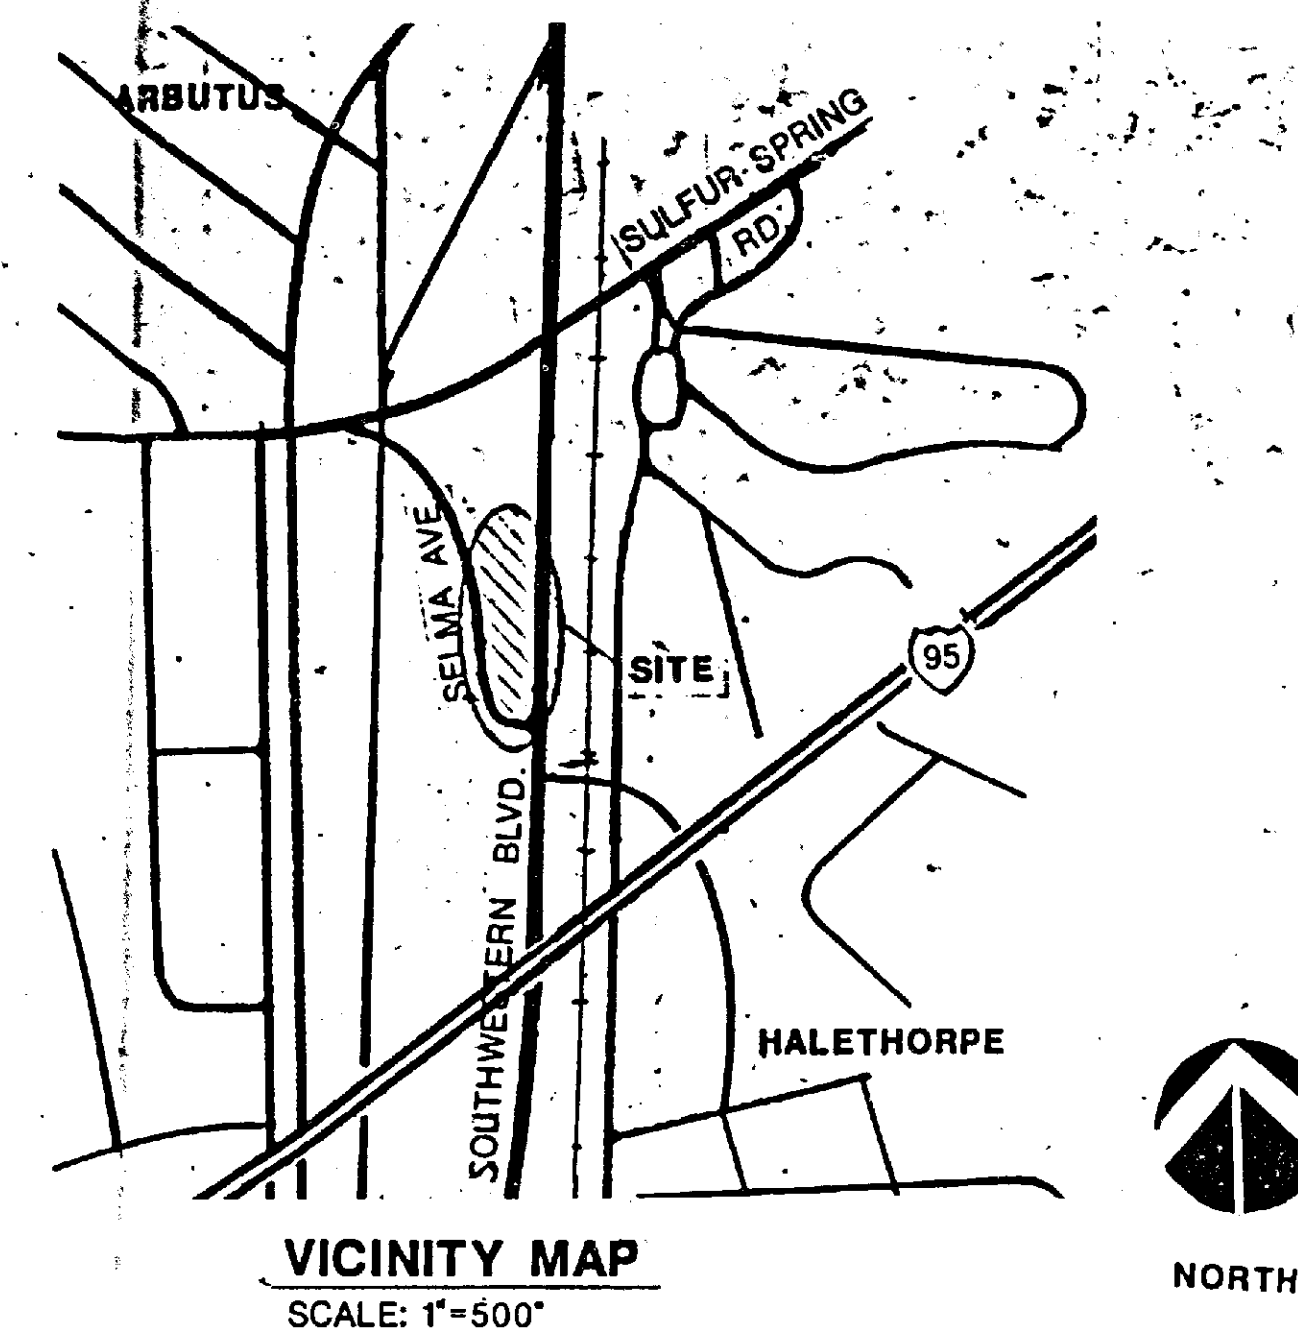 ARBUTUS
SULFUR SPRING
RD.
SELMA AVE.
95
SITE
SOUTHWESTERN BLVD.
HALETHORPE
VICINITY MAP
SCALE: 1"=500"
NORTH